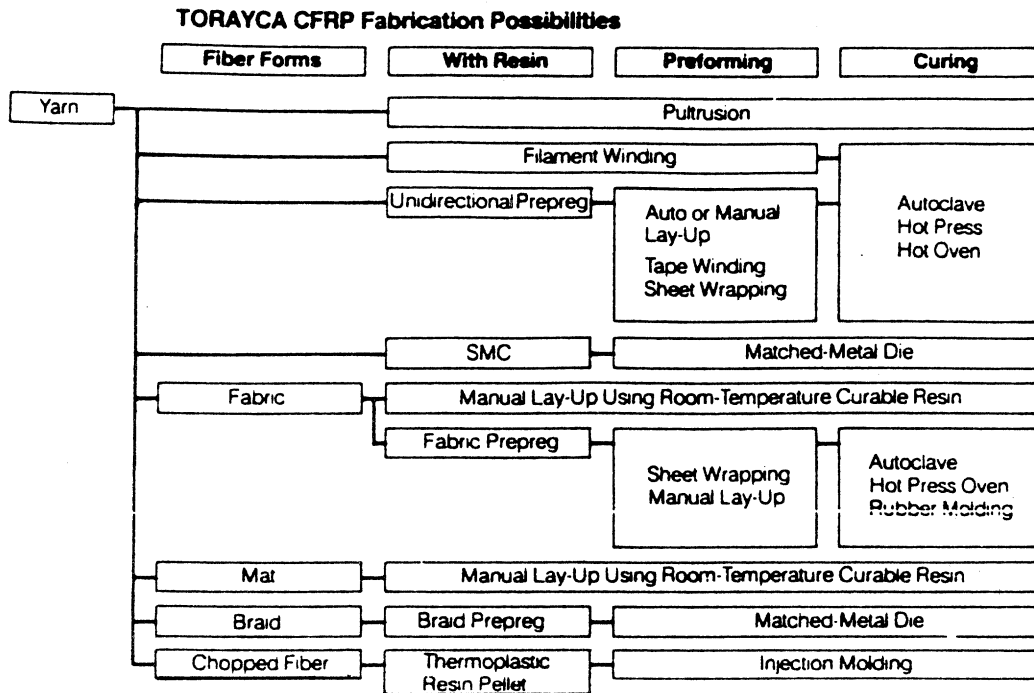 TORAYCA CFRP Fabrication Possibilities
Fiber Forms
With Resin
Preforming
Curing
Yarn
Pultrusion
Filament Winding
Unidirectional Prepreg
Auto or Manual
Lay-Up
Tape Winding
Sheet Wrapping
Autoclave
Hot Press
Hot Oven
SMC
Matched-Metal Die
Fabric
Manual Lay-Up Using Room-Temperature Curable Resin
Fabric Prepreg
Sheet Wrapping
Manual Lay-Up
Autoclave
Hot Press Oven
Rubber Molding
Mat
Manual Lay-Up Using Room-Temperature Curable Resin
Braid
Braid Prepreg
Matched-Metal Die
Chopped Fiber
Thermoplastic
Resin Pellet
Injection Molding